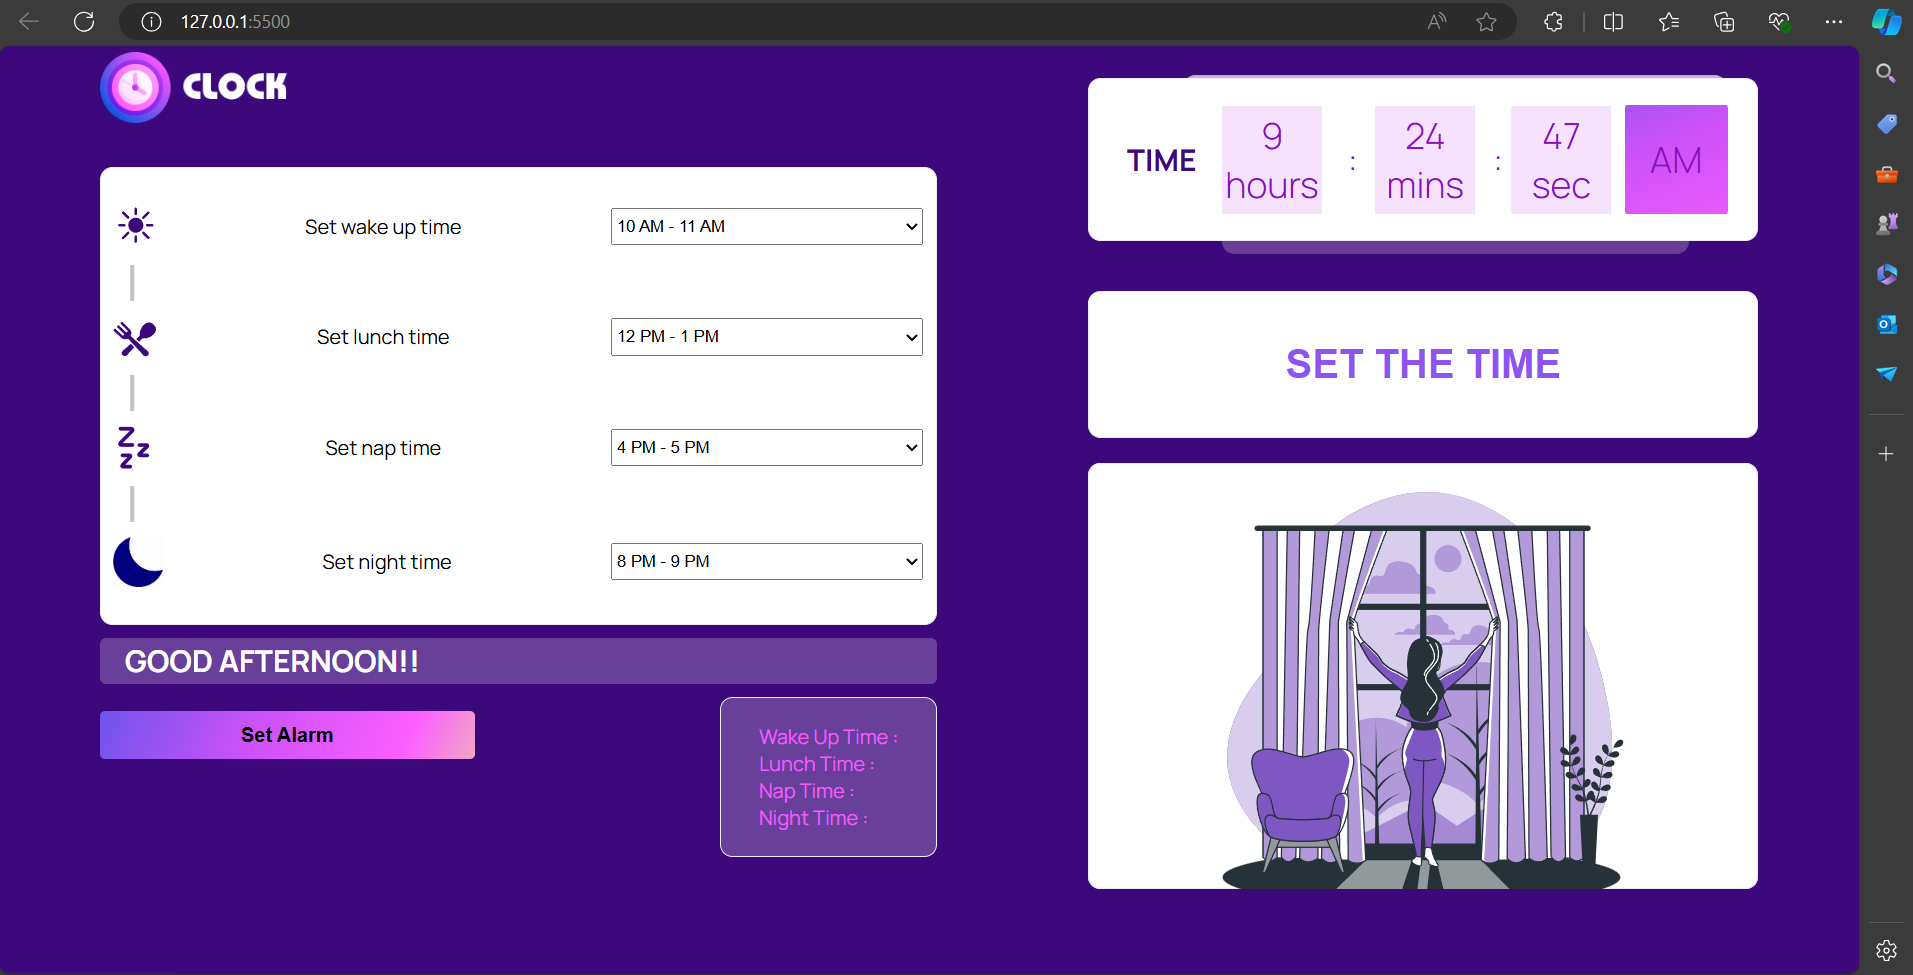 127.0.0.1:5500
CLOCK
TIME
9
hours
:
24
mins
:
47
sec
AM
Set wake up time
10 AM - 11 AM
Set lunch time
12 PM - 1 PM
Set nap time
4 PM - 5 PM
Set night time
8 PM - 9 PM
SET THE TIME
GOOD AFTERNOON!!
Set Alarm
Wake Up Time :
Lunch Time :
Nap Time :
Night Time :